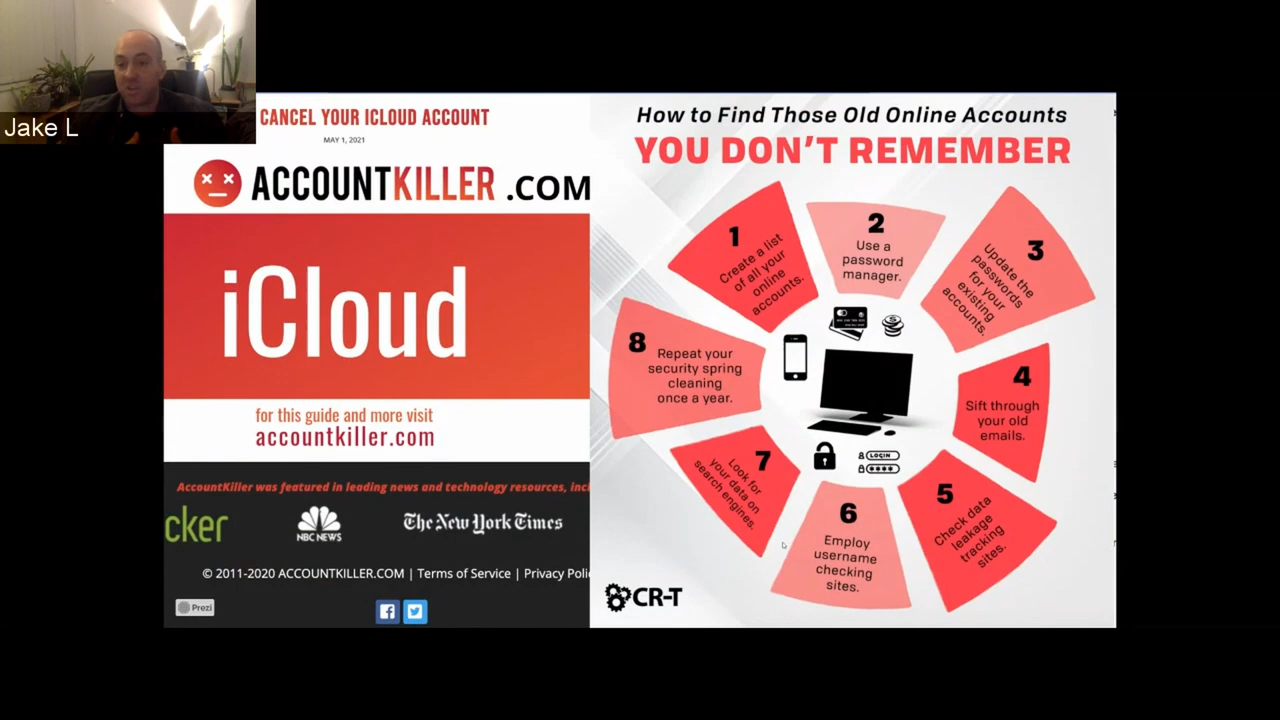 Jake L
CANCEL YOUR ICLOUD ACCOUNT
MAY 1, 2021
ACCOUNTKILLER .COM
iCloud
for this guide and more visit
accountkiller.com
AccountKiller was featured in leading news and technology resources, incl
cker
NBC NEWS
The New York Times
© 2011-2020 ACCOUNTKILLER.COM | Terms of Service | Privacy Polic
Prezi
How to Find Those Old Online Accounts
YOU DON'T REMEMBER
1
Create a list
of all your
online
accounts.
2
Use a
password
manager.
3
Update the
passwords
for your
existing
accounts.
4
Sift through
your old
emails.
5
Check data
leakage
tracking
sites.
6
Employ
username
checking
sites.
7
Look for
your data on
search engines.
8
Repeat your
security spring
cleaning
once a year.
LOGIN
****
CR-T